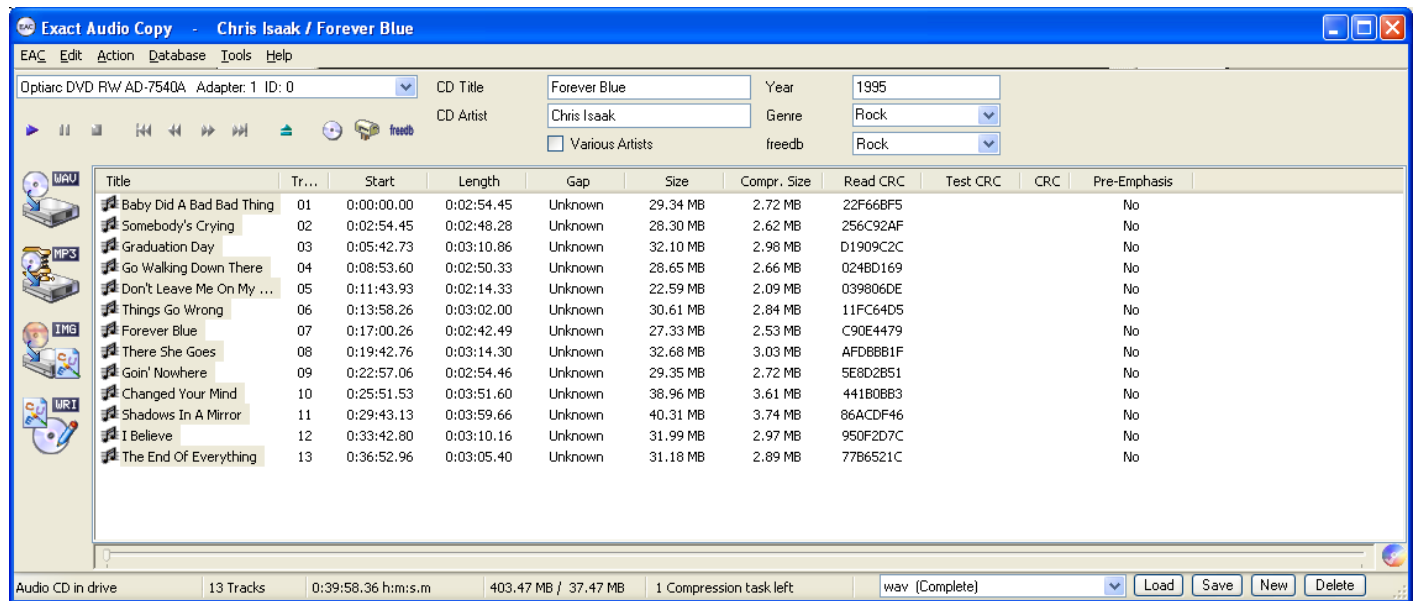 Exact Audio Copy - Chris Isaak / Forever Blue
EAC Edit Action Database Tools Help
Optiarc DVD RW AD-7540A Adapter: 1 ID: 0 CD Title Forever Blue Year 1995
CD Artist Chris Isaak Genre Rock
freedb Various Artists freedb Rock
WAV
MP3
IMG
WRI
Title Tr... Start Length Gap Size Compr. Size Read CRC Test CRC CRC Pre-Emphasis
Baby Did A Bad Bad Thing 01 0:00:00.00 0:02:54.45 Unknown 29.34 MB 2.72 MB 22F66BF5 No
Somebody's Crying 02 0:02:54.45 0:02:48.28 Unknown 28.30 MB 2.62 MB 256C92AF No
Graduation Day 03 0:05:42.73 0:03:10.86 Unknown 32.10 MB 2.98 MB D1909C2C No
Go Walking Down There 04 0:08:53.60 0:02:50.33 Unknown 28.65 MB 2.66 MB 024BD169 No
Don't Leave Me On My ... 05 0:11:43.93 0:02:14.33 Unknown 22.59 MB 2.09 MB 039806DE No
Things Go Wrong 06 0:13:58.26 0:03:02.00 Unknown 30.61 MB 2.84 MB 11FC64D5 No
Forever Blue 07 0:17:00.26 0:02:42.49 Unknown 27.33 MB 2.53 MB C90E4479 No
There She Goes 08 0:19:42.76 0:03:14.30 Unknown 32.68 MB 3.03 MB AFDBBB1F No
Goin' Nowhere 09 0:22:57.06 0:02:54.46 Unknown 29.35 MB 2.72 MB 5E8D2B51 No
Changed Your Mind 10 0:25:51.53 0:03:51.60 Unknown 38.96 MB 3.61 MB 441B0BB3 No
Shadows In A Mirror 11 0:29:43.13 0:03:59.66 Unknown 40.31 MB 3.74 MB 86ACDF46 No
I Believe 12 0:33:42.80 0:03:10.16 Unknown 31.99 MB 2.97 MB 950F2D7C No
The End Of Everything 13 0:36:52.96 0:03:05.40 Unknown 31.18 MB 2.89 MB 77B6521C No
Audio CD in drive 13 Tracks 0:39:58.36 h:m:s.m 403.47 MB / 37.47 MB 1 Compression task left wav (Complete) Load Save New Delete